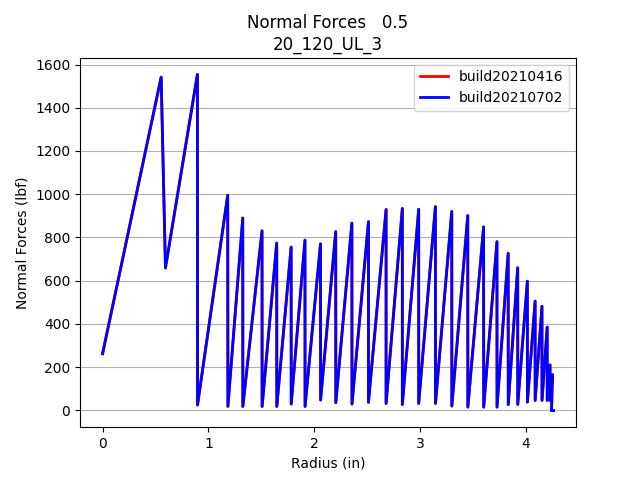 Normal Forces   0.5
20_120_UL_3
build20210416
build20210702
Normal Forces (lbf)
1600
1400
1200
1000
800
600
400
200
0
0 1 2 3 4
Radius (in)